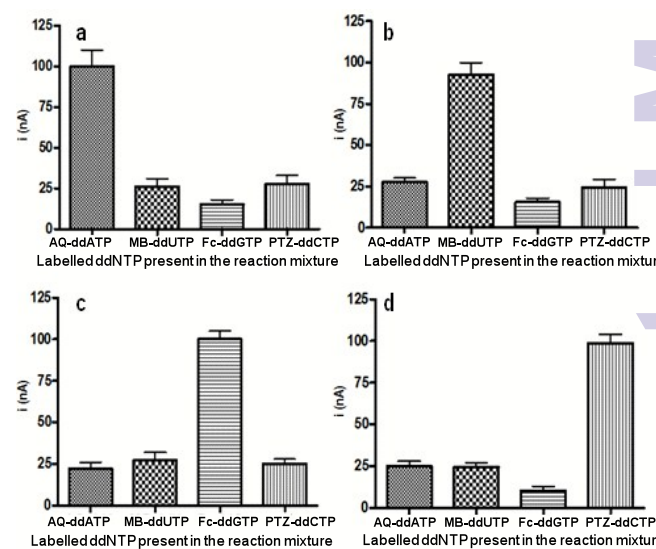 a
125
100
75
50
25
0
i (nA)
AQ-ddATP MB-ddUTP Fc-ddGTP PTZ-ddCTP
Labelled ddNTP present in the reaction mixture
b
125
100
75
50
25
0
i (nA)
AQ-ddATP MB-ddUTP Fc-ddGTP PTZ-ddCTP
Labelled ddNTP present in the reaction mixtur
c
125
100
75
50
25
0
i (nA)
AQ-ddATP MB-ddUTP Fc-ddGTP PTZ-ddCTP
Labelled ddNTP present in the reaction mixture
d
125
100
75
50
25
0
i (nA)
AQ-ddATP MB-ddUTP Fc-ddGTP PTZ-ddCTP
Labelled ddNTP present in the reaction mixtur